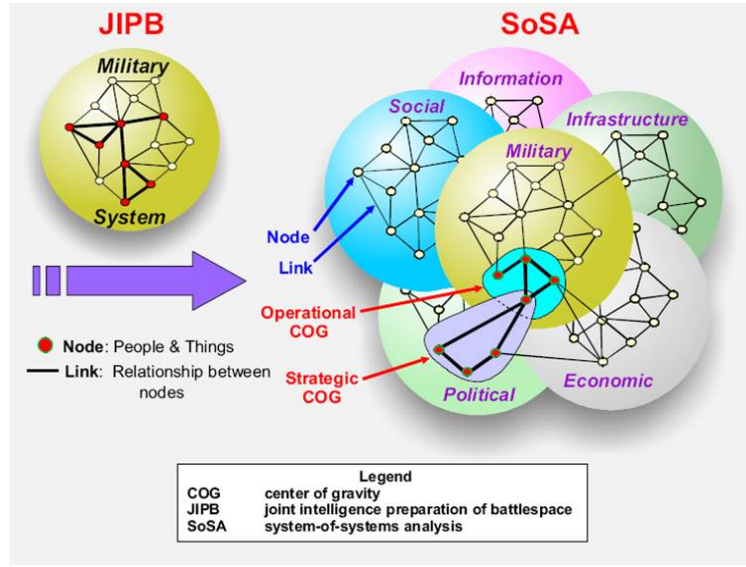 JIPB
SoSA
Military
System
Information
Social
Infrastructure
Military
Node
Link
Operational
COG
Strategic
COG
Political
Economic
Node: People & Things
Link: Relationship between
nodes
Legend
COG center of gravity
JIPB joint intelligence preparation of battlespace
SoSA system-of-systems analysis